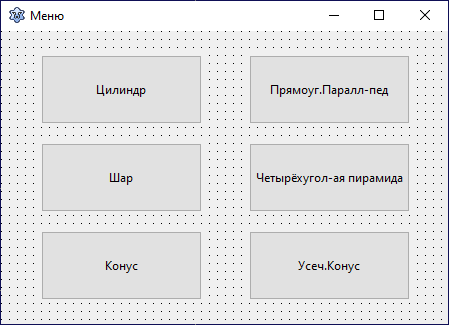 Меню
Цилиндр
Прямоуг.Паралл-пед
Шар
Четырёхугол-ая пирамида
Конус
Усеч.Конус